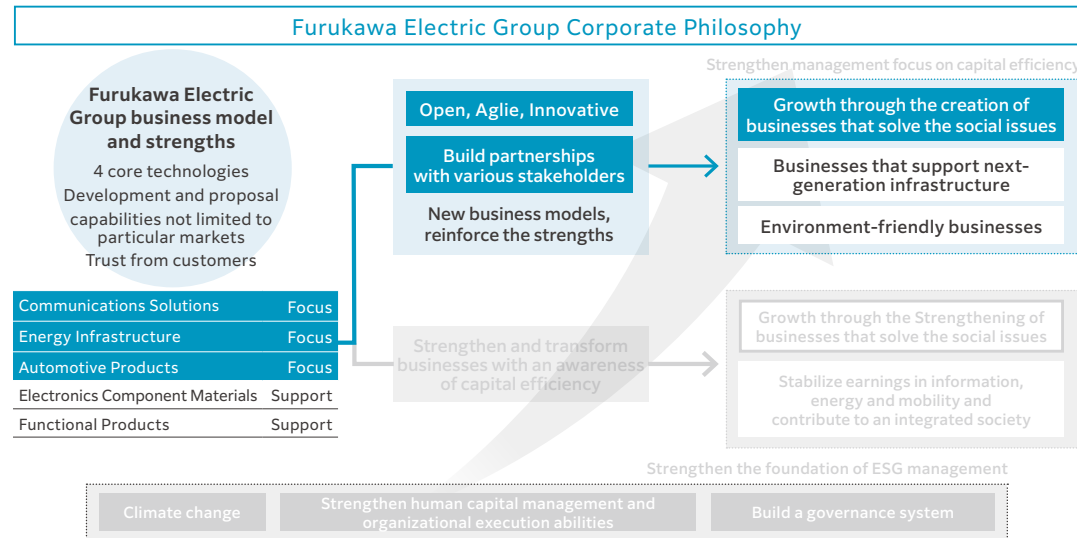 Furukawa Electric Group Corporate Philosophy
Furukawa Electric
Group business model
and strengths
4 core technologies
Development and proposal
capabilities not limited to
particular markets
Trust from customers
Communications Solutions Focus
Energy Infrastructure Focus
Automotive Products Focus
Electronics Component Materials Support
Functional Products Support
Open, Aglie, Innovative
Build partnerships
with various stakeholders
New business models,
reinforce the strengths
Strengthen and transform
businesses with an awareness
of capital efficiency
Strengthen management focus on capital efficiency
Growth through the creation of
businesses that solve the social issues
Businesses that support next-
generation infrastructure
Environment-friendly businesses
Growth through the Strengthening of
businesses that solve the social issues
Stabilize earnings in information,
energy and mobility and
contribute to an integrated society
Strengthen the foundation of ESG management
Climate change
Strengthen human capital management and
organizational execution abilities
Build a governance system